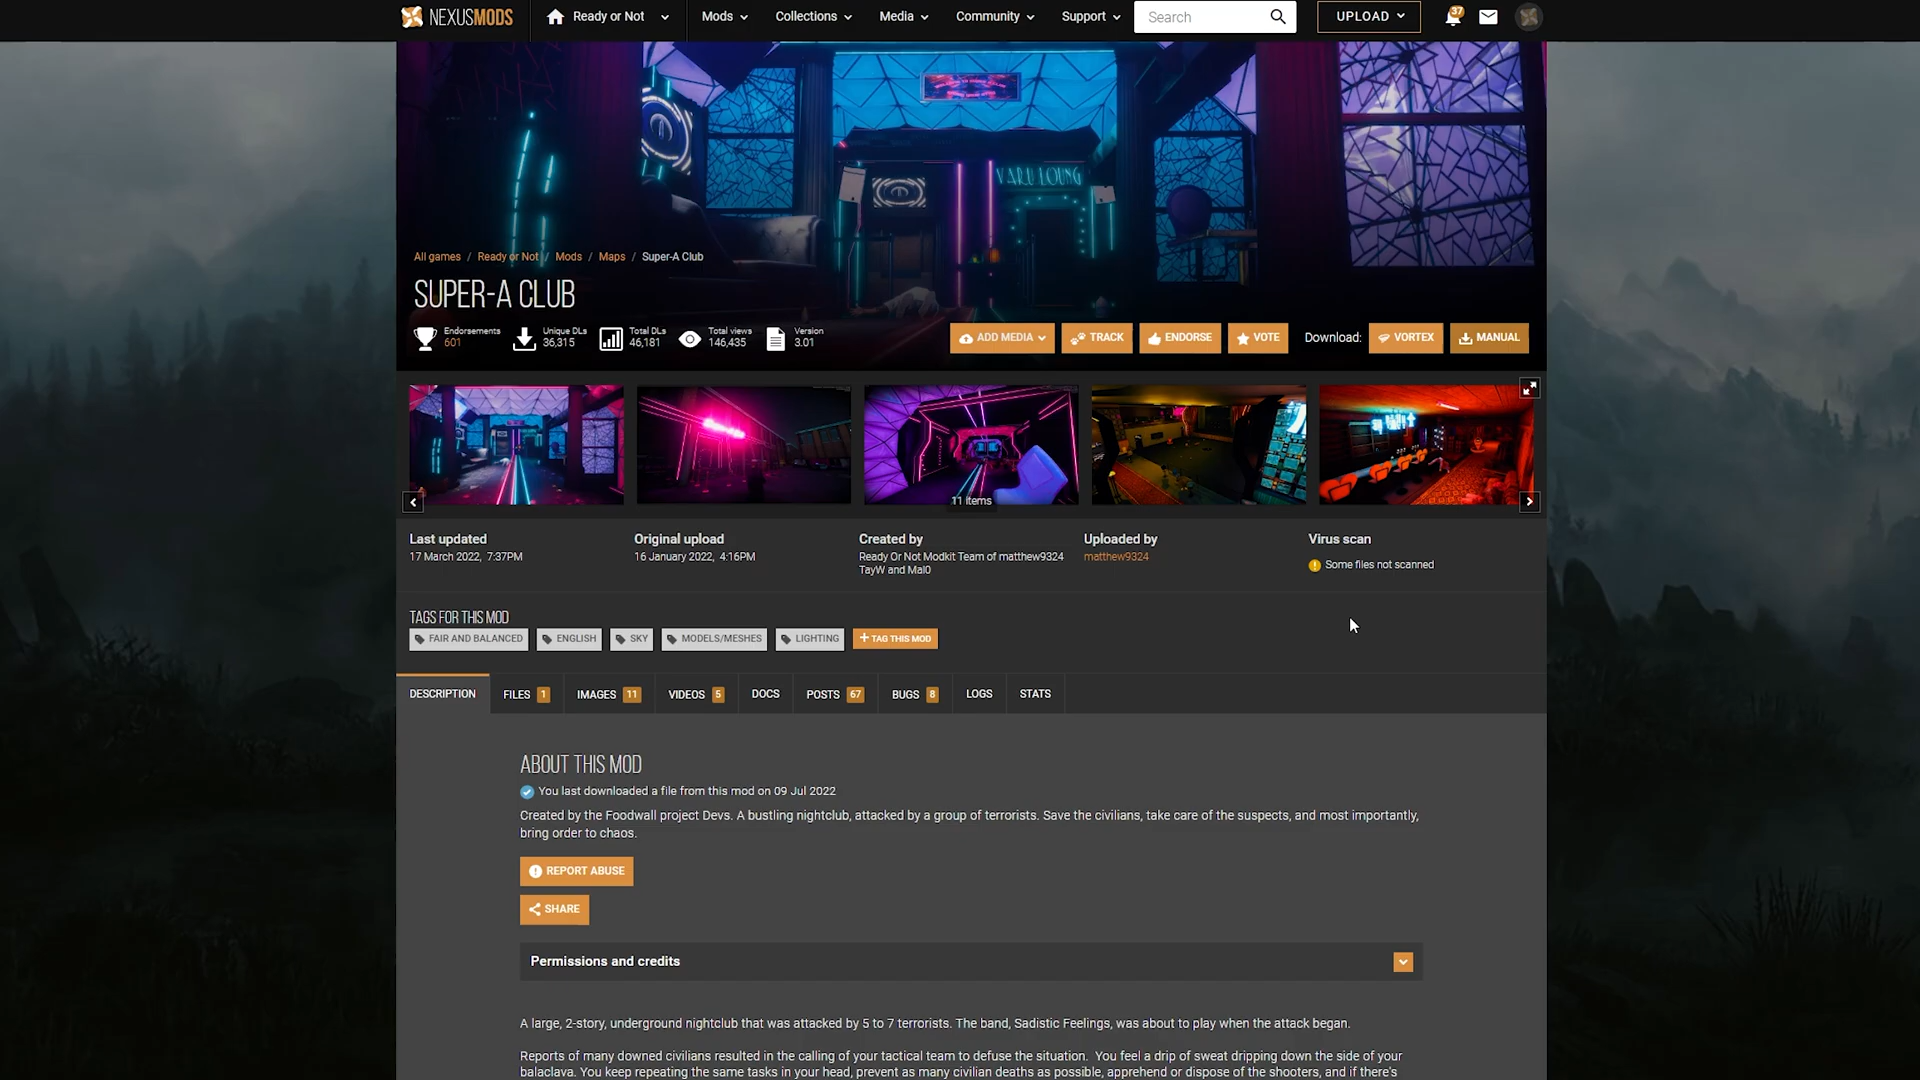 NEXUSMODS
Ready or Not
Mods
Collections
Media
Community
Support
Search
UPLOAD
37
VARU LOUNG
All games / Ready or Not / Mods / Maps / Super-A Club
SUPER-A CLUB
Endorsements
601
Unique DLs
36,315
Total DLs
46,181
Total views
146,435
Version
3.01
ADD MEDIA
TRACK
ENDORSE
VOTE
Download:
VORTEX
MANUAL
11 items
Last updated
17 March 2022, 7:37PM
Original upload
16 January 2022, 4:16PM
Created by
Ready Or Not Modkit Team of matthew9324
TayW and Mal0
Uploaded by
matthew9324
Virus scan
Some files not scanned
TAGS FOR THIS MOD
FAIR AND BALANCED
ENGLISH
SKY
MODELS/MESHES
LIGHTING
+ TAG THIS MOD
DESCRIPTION
FILES 1
IMAGES 11
VIDEOS 5
DOCS
POSTS 67
BUGS 8
LOGS
STATS
ABOUT THIS MOD
You last downloaded a file from this mod on 09 Jul 2022
Created by the Foodwall project Devs. A bustling nightclub, attacked by a group of terrorists. Save the civilians, take care of the suspects, and most importantly,
bring order to chaos.
REPORT ABUSE
SHARE
Permissions and credits
A large, 2-story, underground nightclub that was attacked by 5 to 7 terrorists. The band, Sadistic Feelings, was about to play when the attack began.
Reports of many downed civilians resulted in the calling of your tactical team to defuse the situation. You feel a drip of sweat dripping down the side of your
balaclava. You keep repeating the same tasks in your head, prevent as many civilian deaths as possible, apprehend or dispose of the shooters, and if there's